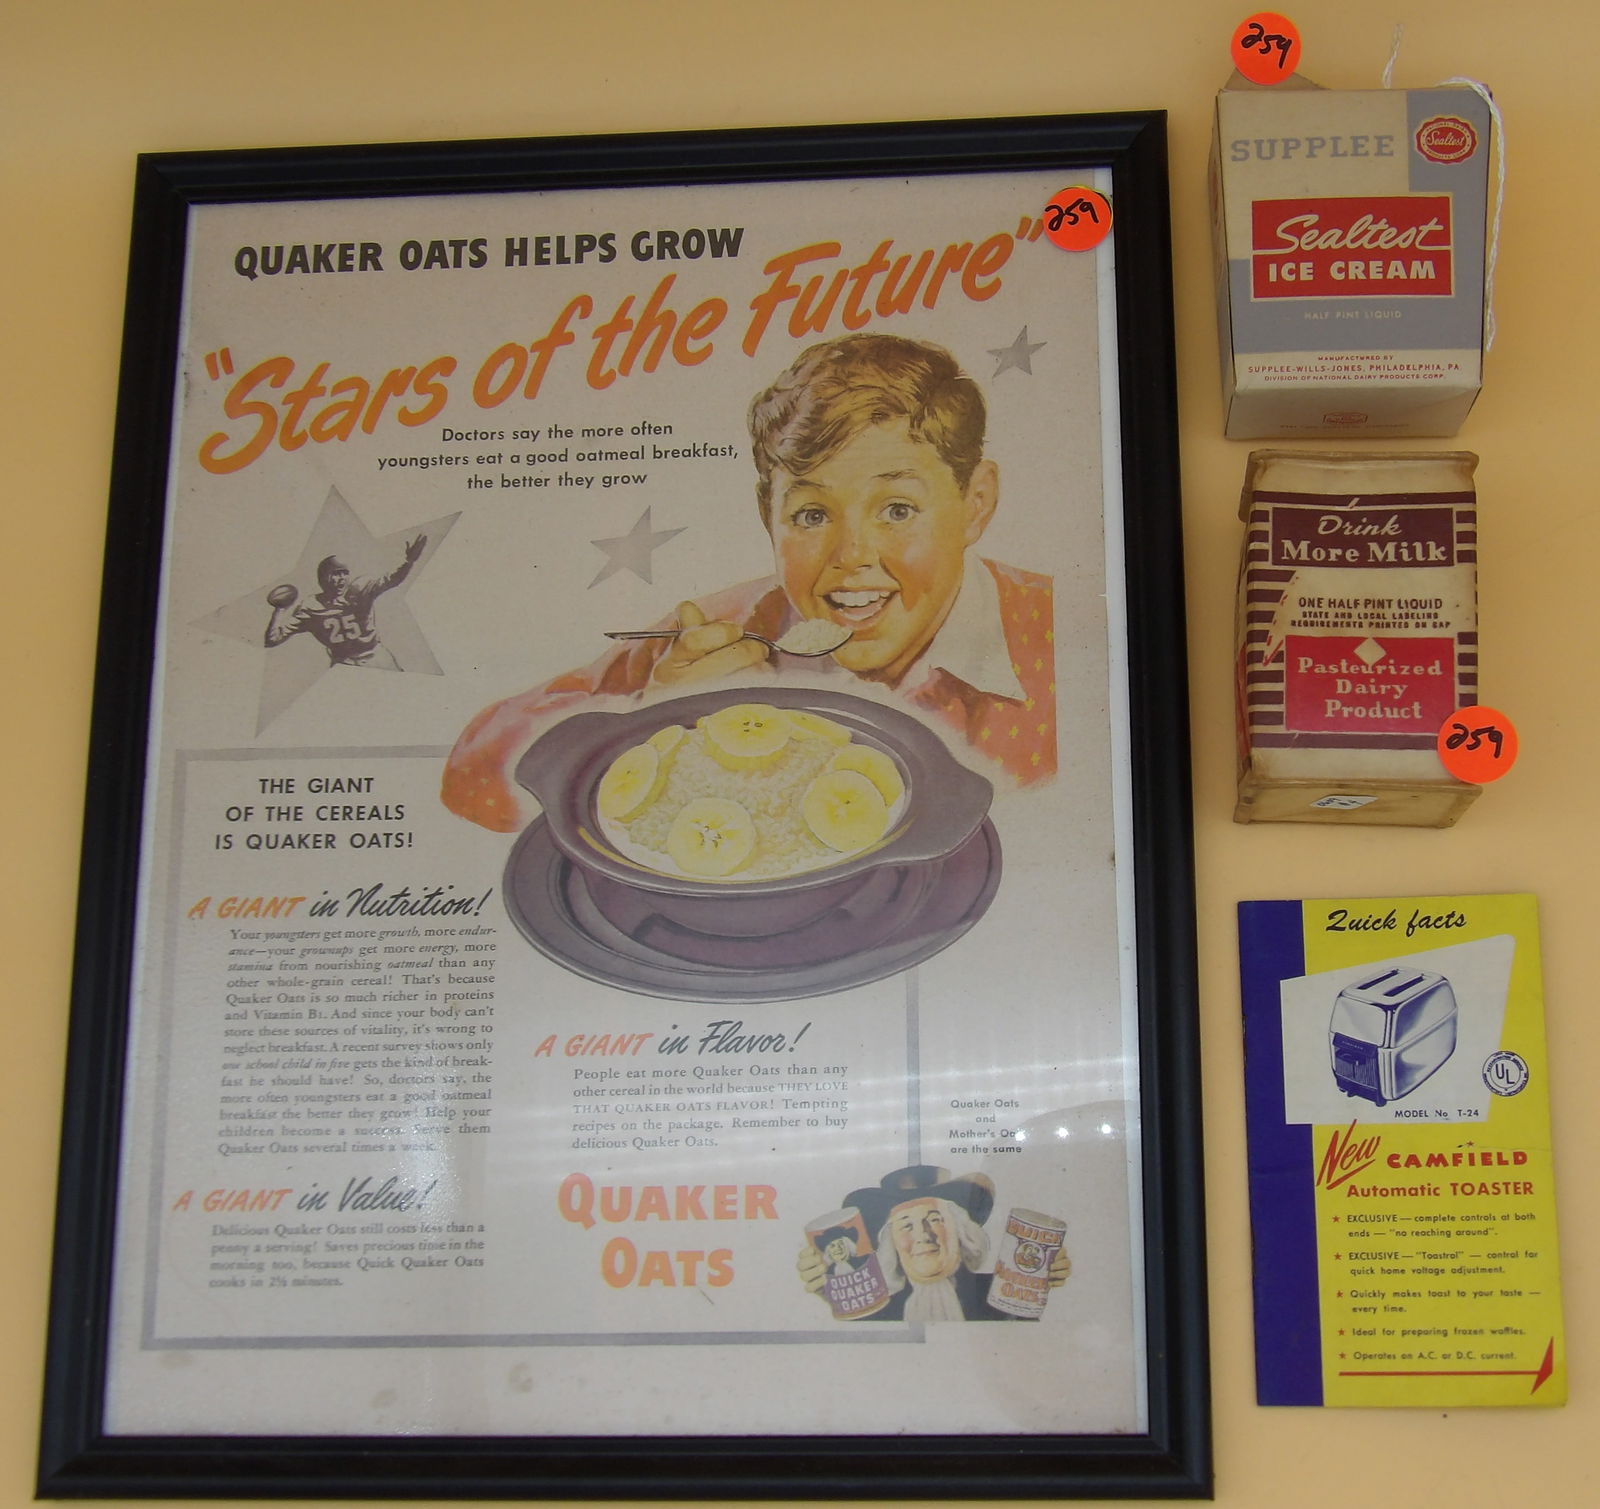 259
QUAKER OATS HELPS GROW
"Stars of the Future"
Doctors say the more often
youngsters eat a good oatmeal breakfast,
the better they grow
25
THE GIANT
OF THE CEREALS
IS QUAKER OATS!
A GIANT in Nutrition!
Your youngsters get more growth, more endur-
ance—your grownups get more energy, more
stamina from nourishing oatmeal than any
other whole-grain cereal! That's because
Quaker Oats is so much richer in proteins
and Vitamin B1. And since your body can't
store these sources of vitality, it's wrong to
neglect breakfast. A recent survey shows only
one school child in five gets the kind of break-
fast he should have! So, doctors say, the
more often youngsters eat a good oatmeal
breakfast the better they grow! Help your
children become a success. Serve them
Quaker Oats several times a week.
A GIANT in Value!
Delicious Quaker Oats still costs less than a
penny a serving! Saves precious time in the
morning too, because Quick Quaker Oats
cooks in 2½ minutes.
A GIANT in Flavor!
People eat more Quaker Oats than any
other cereal in the world because THEY LOVE
THAT QUAKER OATS FLAVOR! Tempting
recipes on the package. Remember to buy
delicious Quaker Oats.
Quaker Oats
and
Mother's Oats
are the same
QUAKER
OATS
QUICK
QUAKER
OATS
QUICK
MOTHER'S
OATS
259
SUPPLEE
Sealtest
Sealtest
ICE CREAM
HALF PINT LIQUID
MANUFACTURED BY
SUPPLEE-WILLS-JONES, PHILADELPHIA, PA
DIVISION OF NATIONAL DAIRY PRODUCTS CORP.
Drink
More Milk
ONE HALF PINT LIQUID
STATE AND LOCAL LABELING
REQUIREMENTS PRINTED ON CAP
Pasteurized
Dairy
Product
259
Quick facts
UL
MODEL No T-24
New CAMFIELD
Automatic TOASTER
★ EXCLUSIVE — complete controls at both
ends — "no reaching around".
★ EXCLUSIVE — "Toastrol" — control for
quick home voltage adjustment.
★ Quickly makes toast to your taste —
every time.
★ Ideal for preparing frozen waffles.
★ Operates on A.C. or D.C. current.